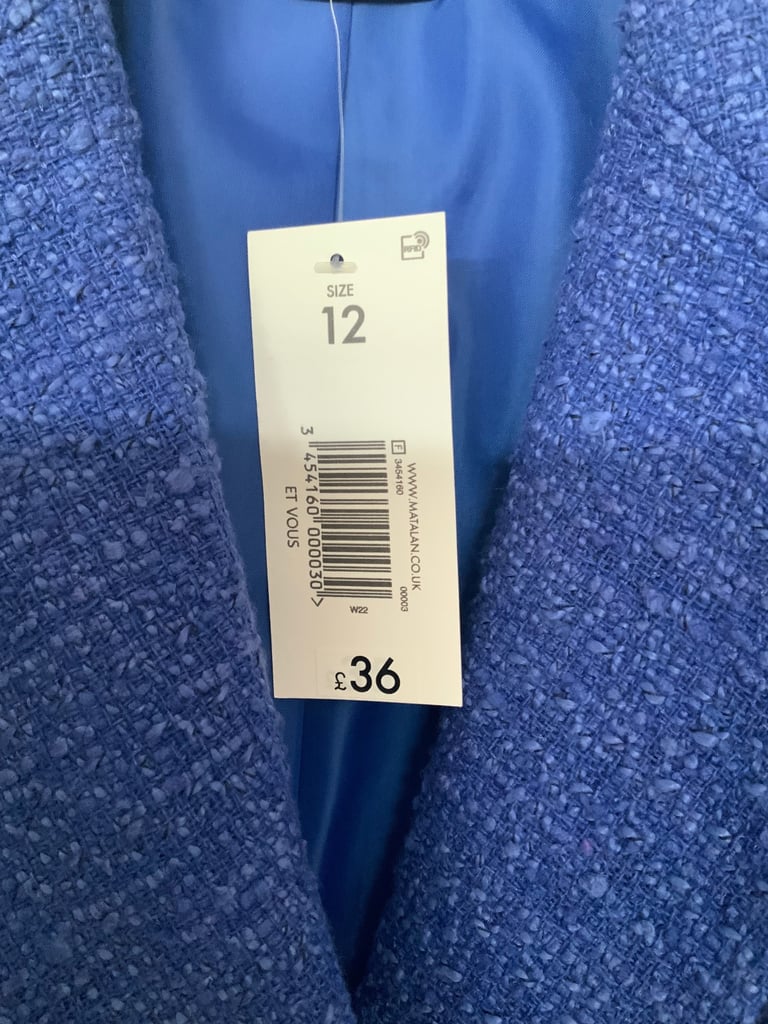 RFID
SIZE
12
WWW.MATALAN.CO.UK
F 3454160
00003
3 454160 000030 >
ET VOUS
W22
£36